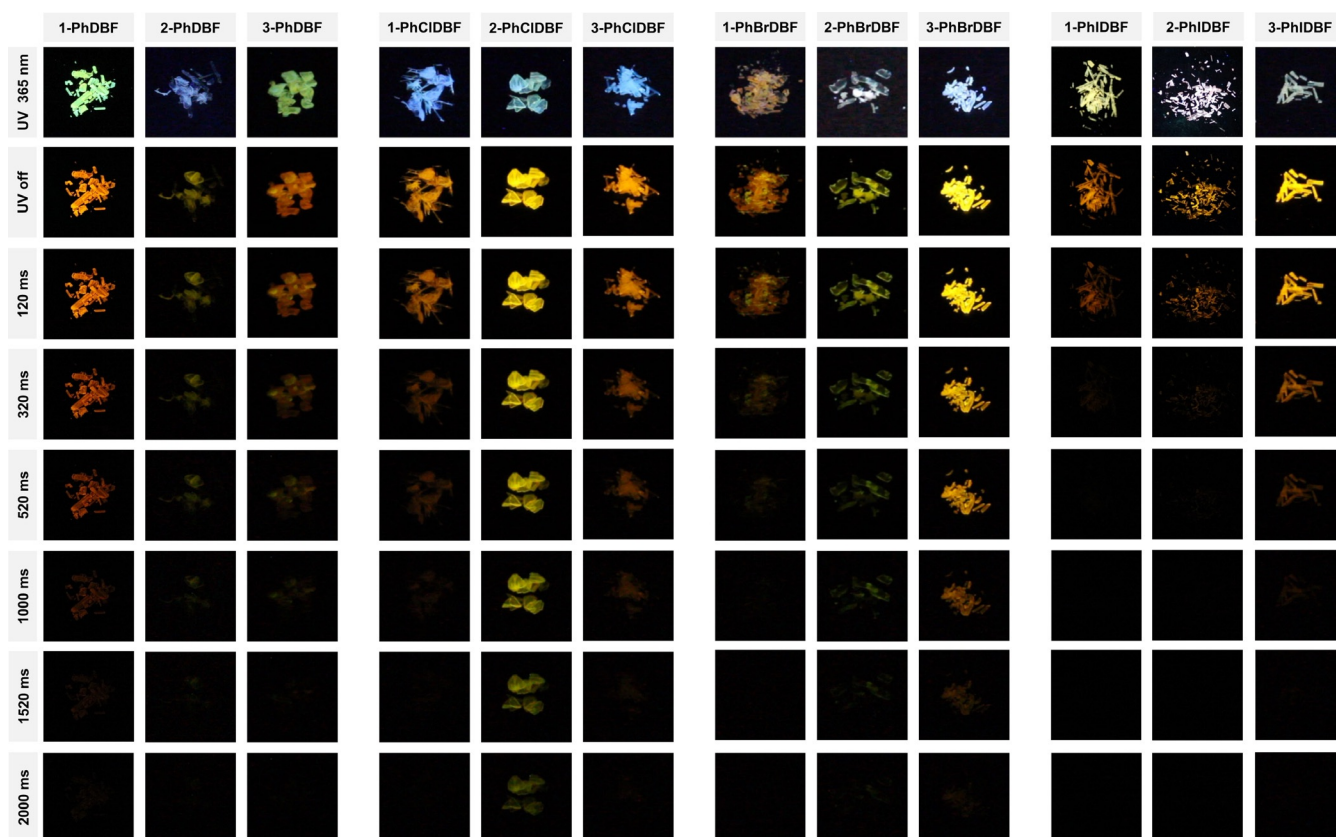 1-PhDBF 2-PhDBF 3-PhDBF 1-PhClDBF 2-PhClDBF 3-PhClDBF 1-PhBrDBF 2-PhBrDBF 3-PhBrDBF 1-PhIDBF 2-PhIDBF 3-PhIDBF
UV 365 nm
UV off
120 ms
320 ms
520 ms
1000 ms
1520 ms
2000 ms